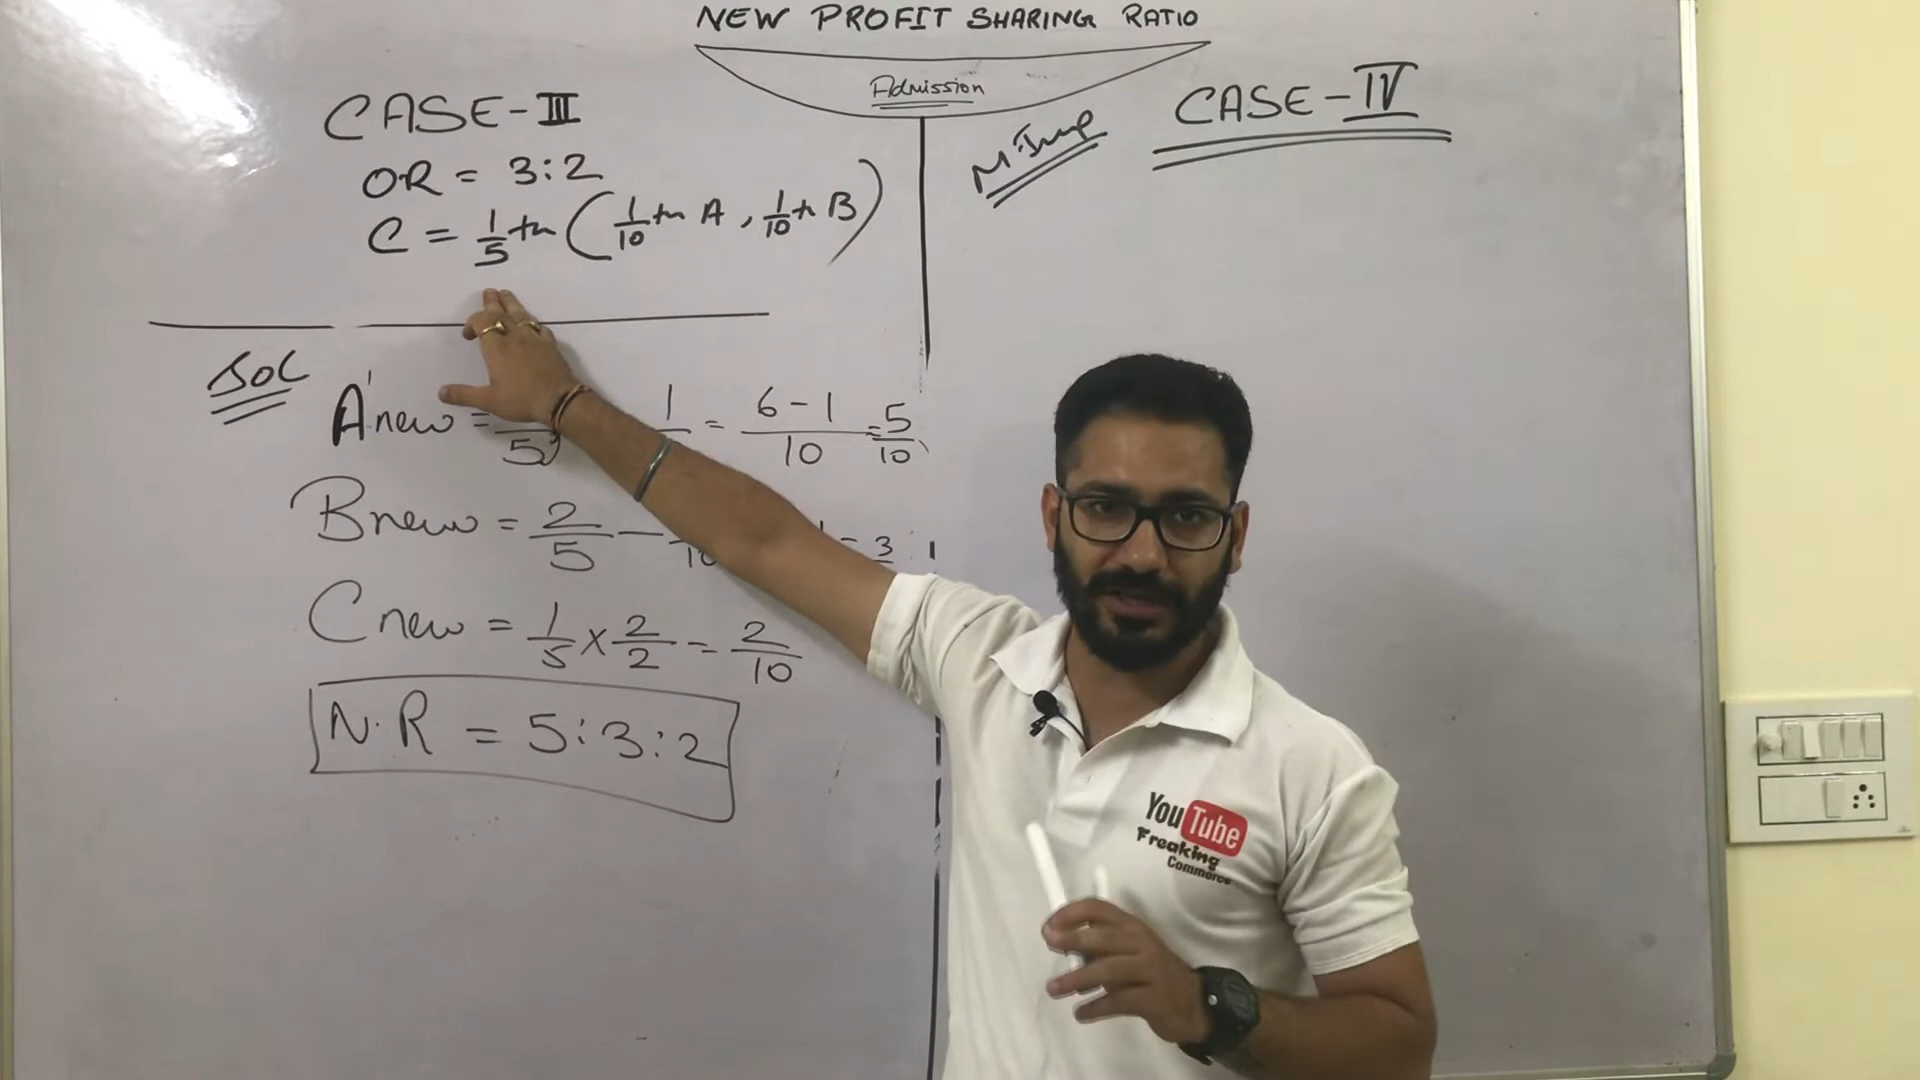 NEW PROFIT SHARING RATIO
Admission
CASE-III
OR = 3:2
C = 1/5 th (1/10 th A, 1/10 th B)
SOL
A'new = 5 1 = 6-1/10 = 5/10
Bnew = 2/5 - 10 = 3
Cnew = 1/5 x 2/2 = 2/10
N.R = 5:3:2
M.Imp
CASE-IV
YouTube
Freaking
Commerce